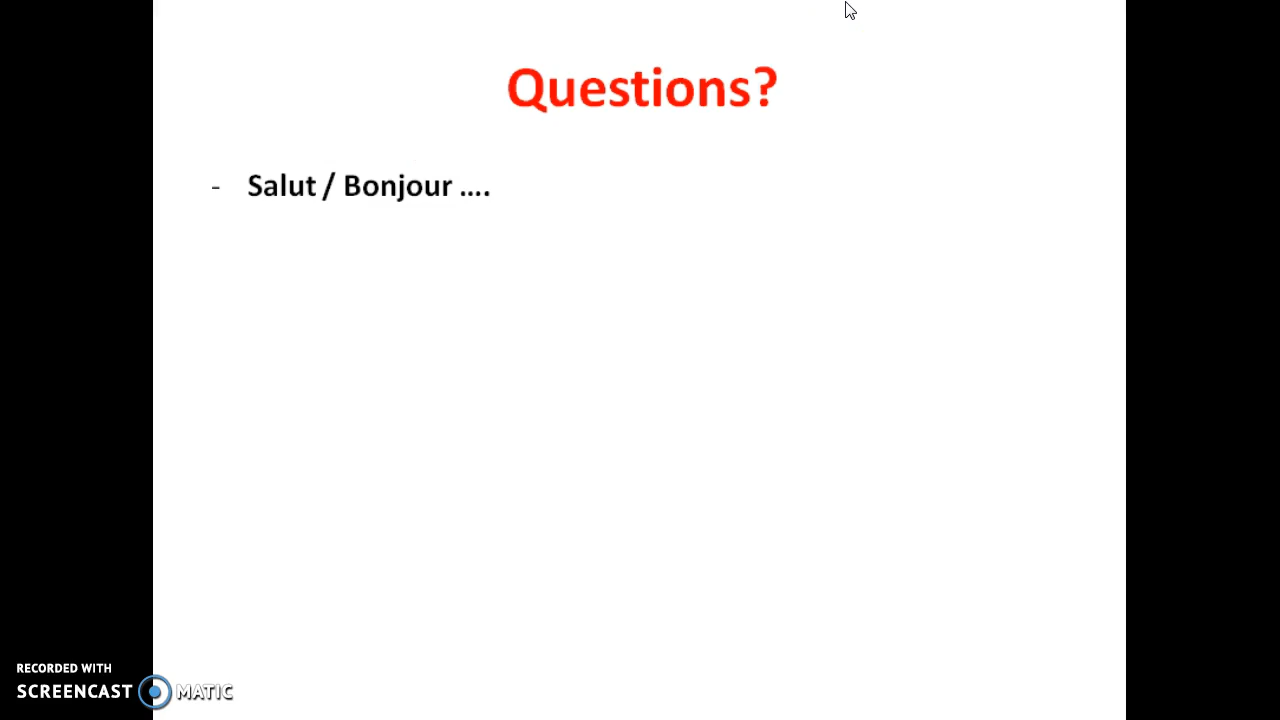 Questions?
- Salut / Bonjour ....
RECORDED WITH
SCREENCAST MATIC